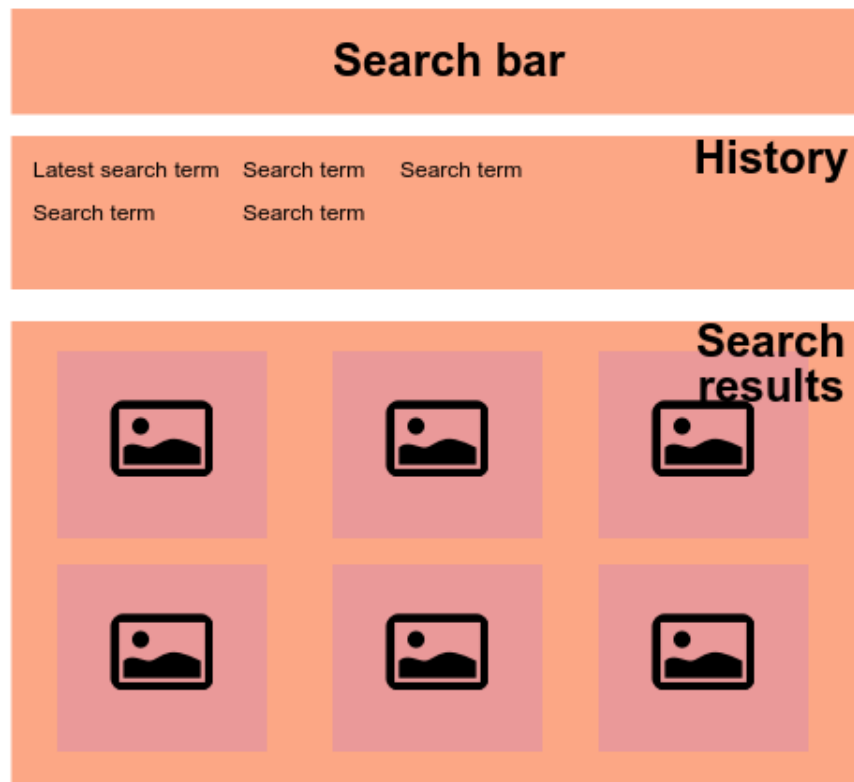 Search bar
History
Latest search term Search term Search term
Search term Search term
Search
results